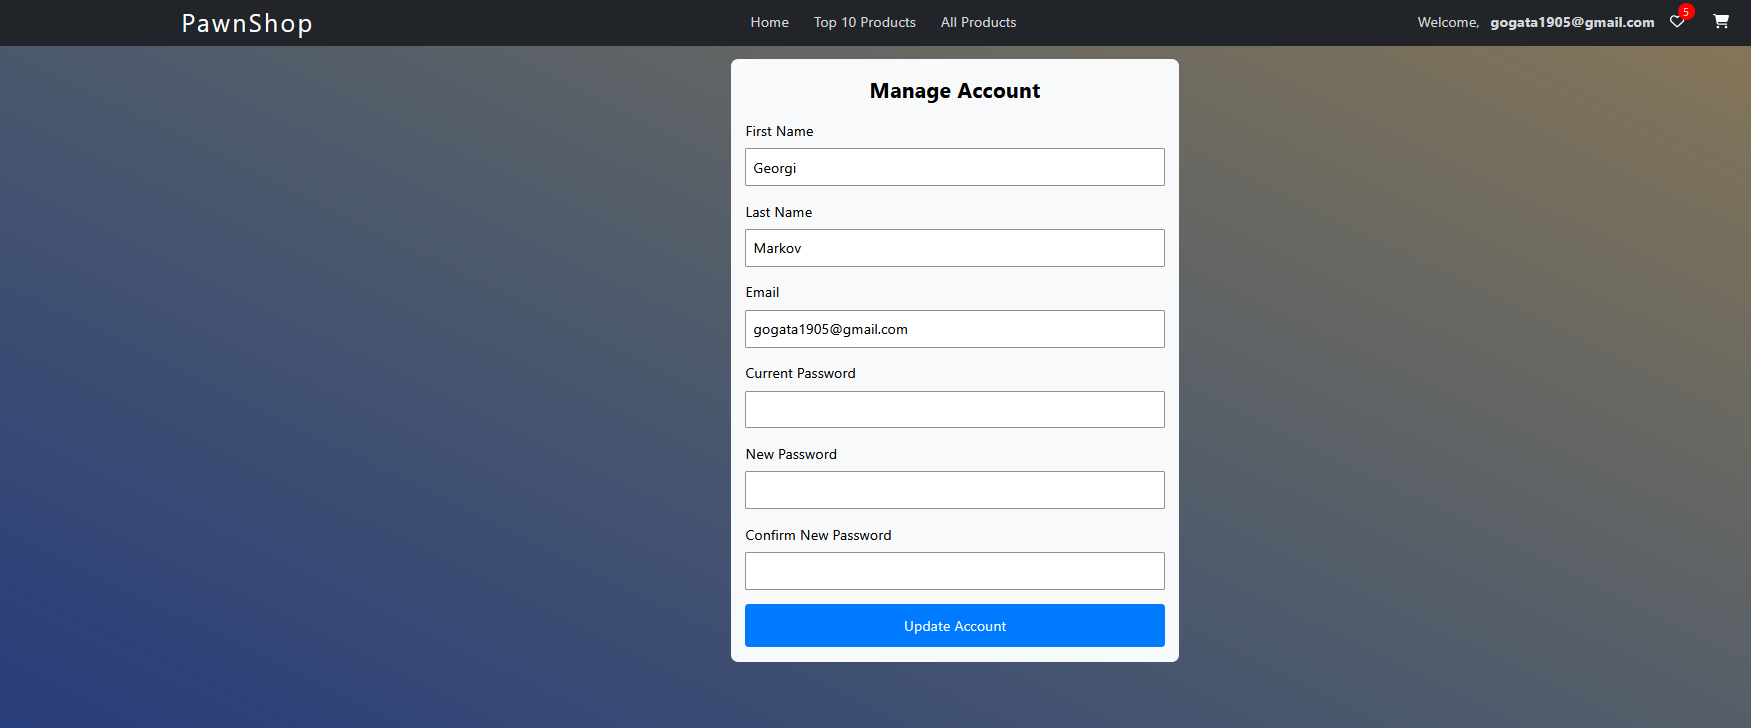 PawnShop
Home Top 10 Products All Products
Welcome, gogata1905@gmail.com 5
Manage Account
First Name
Georgi
Last Name
Markov
Email
gogata1905@gmail.com
Current Password
New Password
Confirm New Password
Update Account